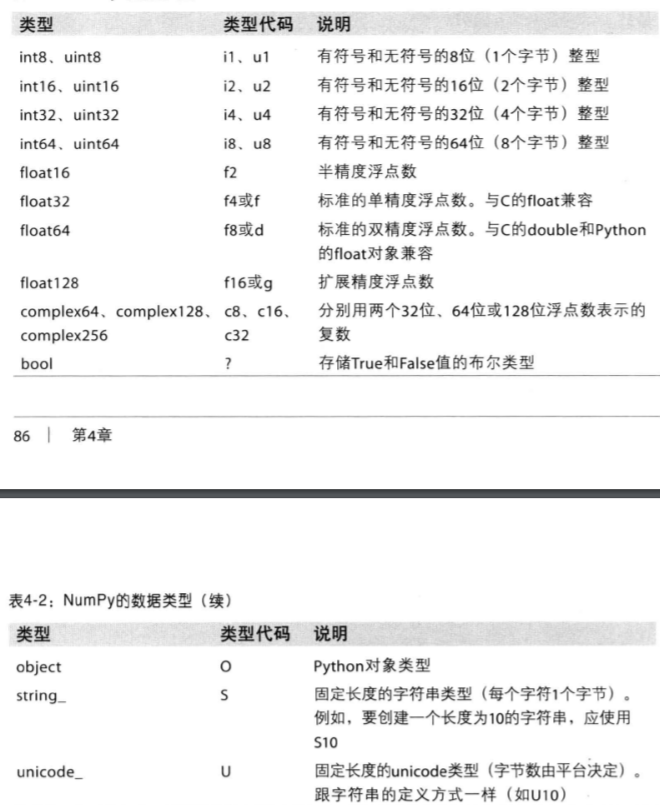 类型 类型代码 说明
int8、uint8 i1、u1 有符号和无符号的8位（1个字节）整型
int16、uint16 i2、u2 有符号和无符号的16位（2个字节）整型
int32、uint32 i4、u4 有符号和无符号的32位（4个字节）整型
int64、uint64 i8、u8 有符号和无符号的64位（8个字节）整型
float16 f2 半精度浮点数
float32 f4或f 标准的单精度浮点数。与C的float兼容
float64 f8或d 标准的双精度浮点数。与C的double和Python
的float对象兼容
float128 f16或g 扩展精度浮点数
complex64、complex128、 c8、c16、 分别用两个32位、64位或128位浮点数表示的
complex256 c32 复数
bool ? 存储True和False值的布尔类型
86 | 第4章
表4-2：NumPy的数据类型（续）
类型 类型代码 说明
object O Python对象类型
string_ S 固定长度的字符串类型（每个字符1个字节）。
例如，要创建一个长度为10的字符串，应使用
S10
unicode_ U 固定长度的unicode类型（字节数由平台决定）。
跟字符串的定义方式一样（如U10）